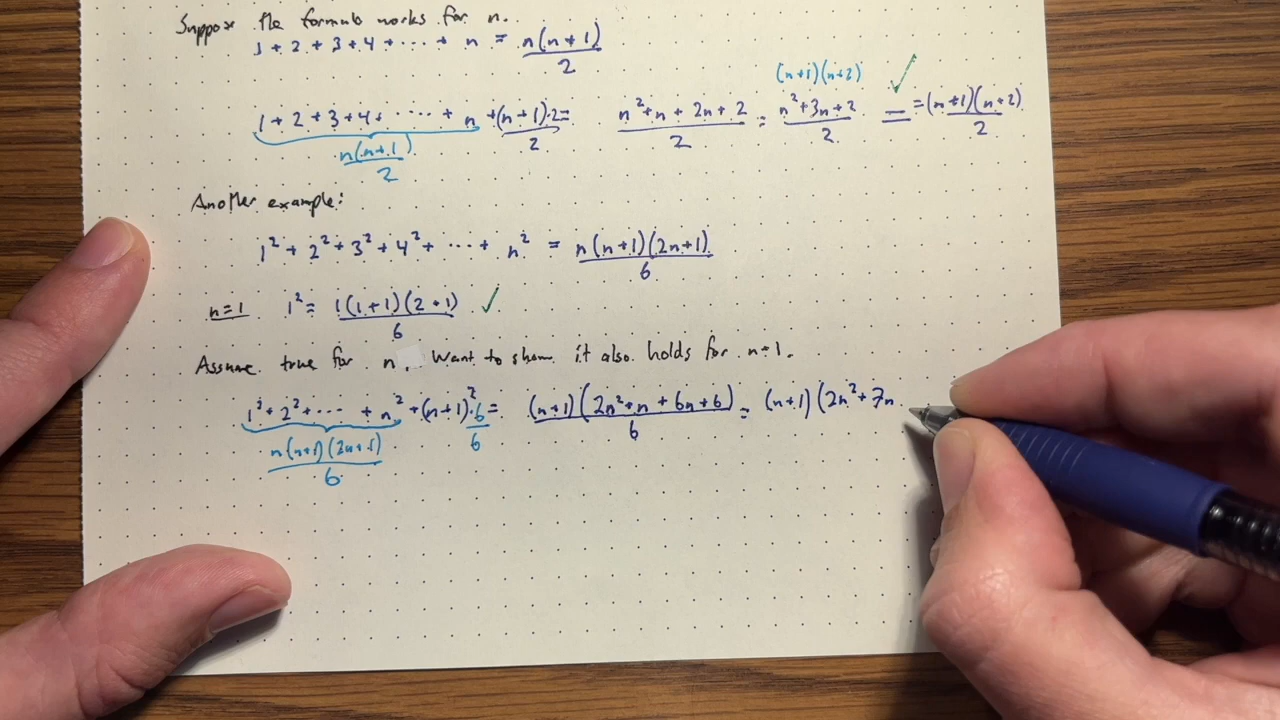 Suppose the formula works for n.
1 + 2 + 3 + 4 + ... + n = n(n+1)/2
(n+1)(n+2)
1 + 2 + 3 + 4 + ... + n + (n+1)·2/2 = (n²+n+2n+2)/2 = (n²+3n+2)/2 = (n+1)(n+2)/2 ✓
n(n+1)/2
Another example:
1² + 2² + 3² + 4² + ... + n² = n(n+1)(2n+1)/6
n=1 1² = 1(1+1)(2+1)/6 ✓
Assume true for n. Want to show it also holds for n+1.
1² + 2² + ... + n² + (n+1)²·6/6 = (n+1)(2n²+n+6n+6)/6 = (n+1)(2n²+7n
n(n+1)(2n+1)/6